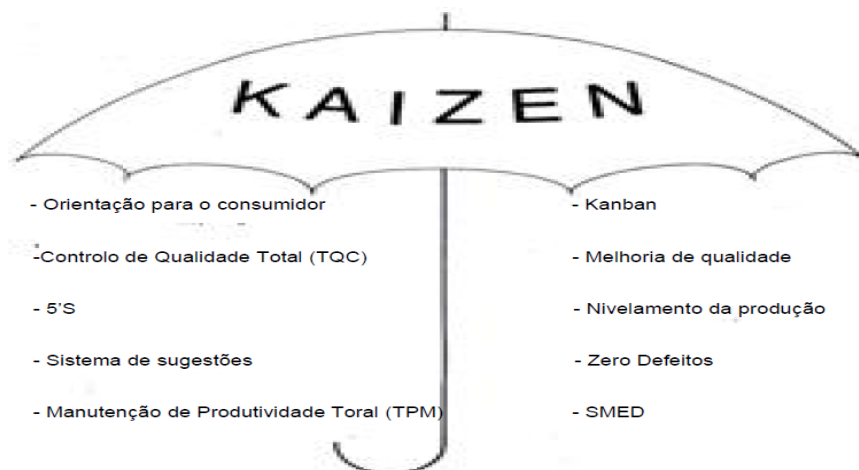 KAIZEN
- Orientação para o consumidor
-Controlo de Qualidade Total (TQC)
- 5'S
- Sistema de sugestões
- Manutenção de Produtividade Toral (TPM)
- Kanban
- Melhoria de qualidade
- Nivelamento da produção
- Zero Defeitos
- SMED